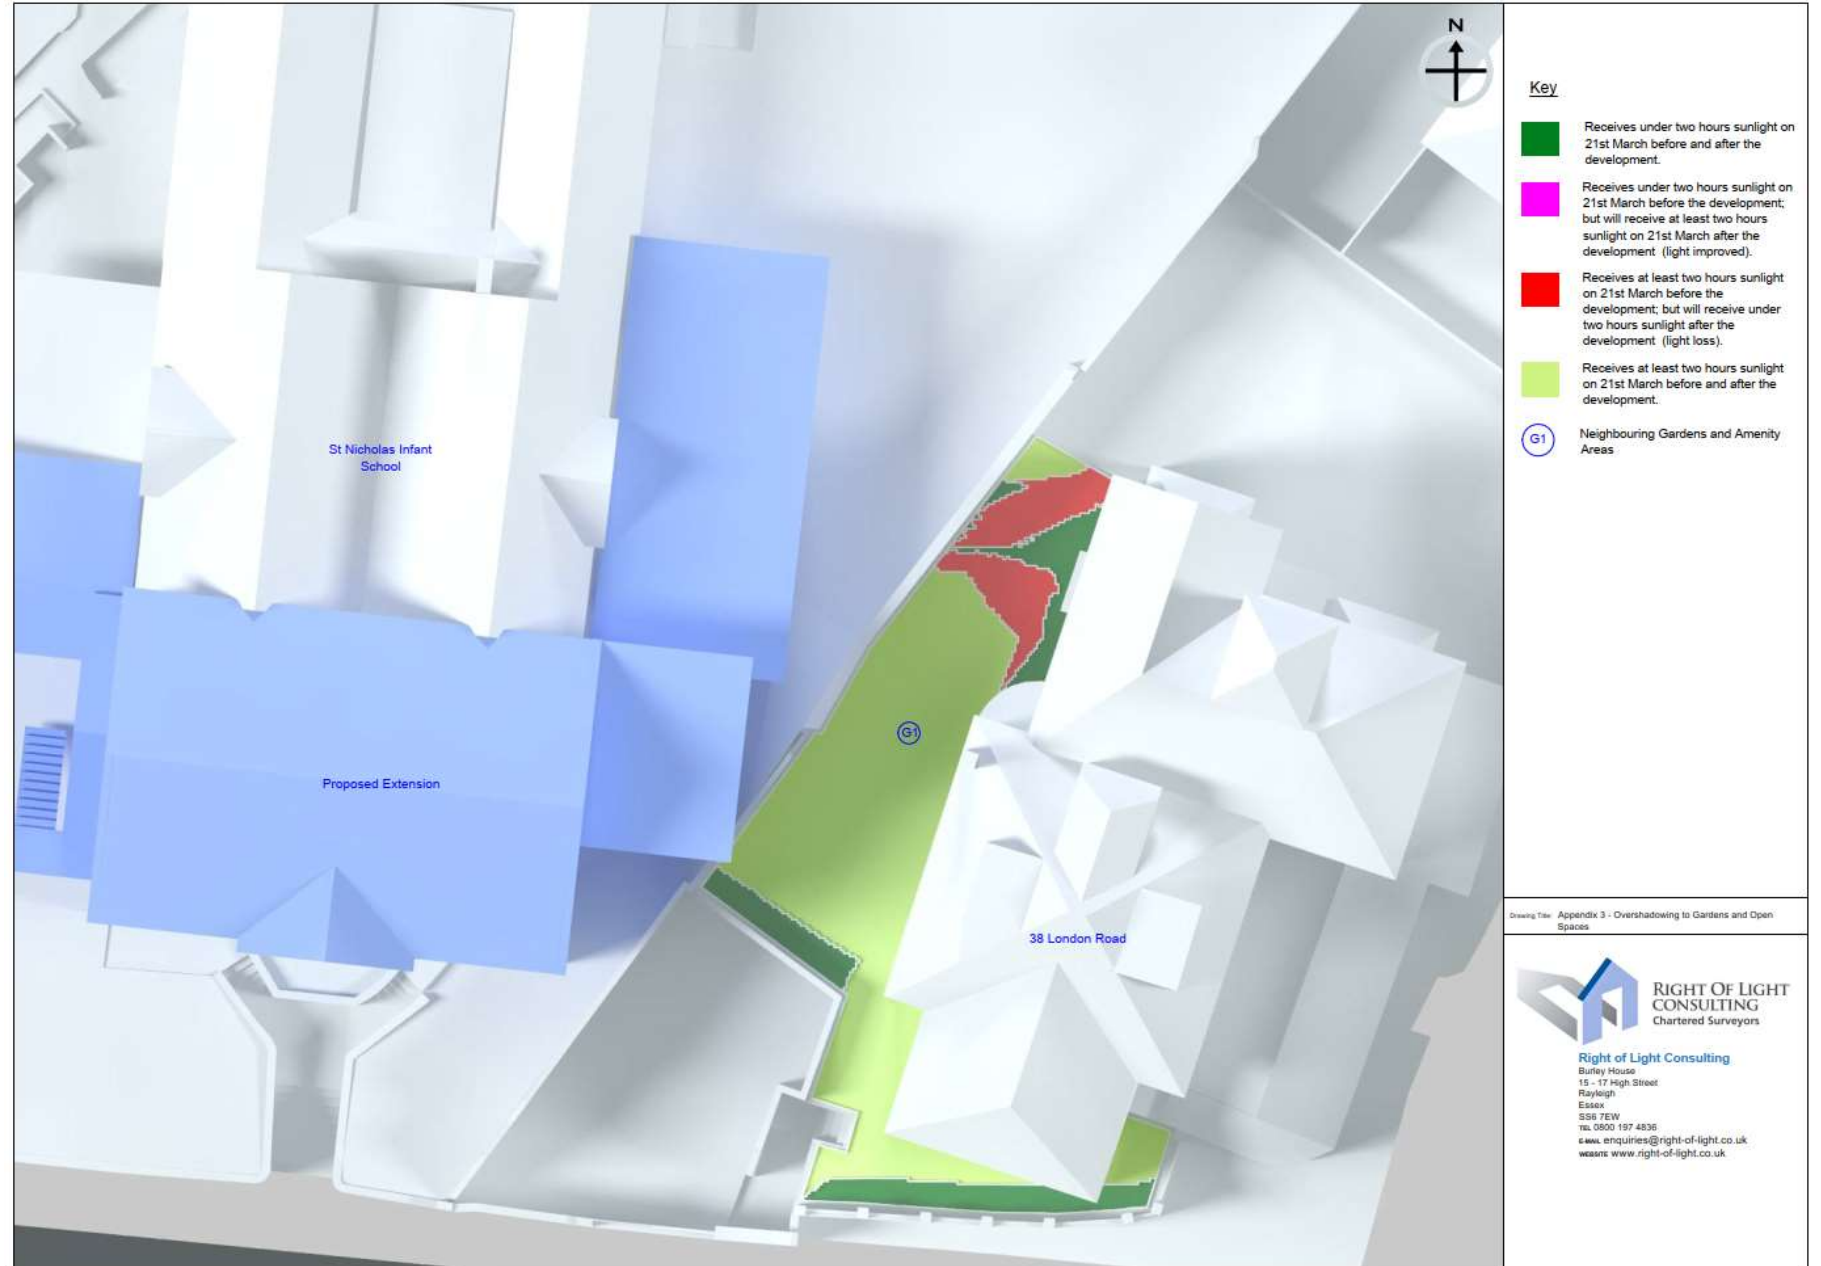 N
Key
Receives under two hours sunlight on
21st March before and after the
development.
Receives under two hours sunlight on
21st March before the development;
but will receive at least two hours
sunlight on 21st March after the
development (light improved).
Receives at least two hours sunlight
on 21st March before the
development; but will receive under
two hours sunlight after the
development (light loss).
Receives at least two hours sunlight
on 21st March before and after the
development.
G1
Neighbouring Gardens and Amenity
Areas
St Nicholas Infant
School
G1
Proposed Extension
38 London Road
Drawing Title: Appendix 3 - Overshadowing to Gardens and Open
Spaces
RIGHT OF LIGHT
CONSULTING
Chartered Surveyors
Right of Light Consulting
Burley House
15 - 17 High Street
Rayleigh
Essex
SS6 7EW
TEL 0800 197 4836
E-MAIL enquiries@right-of-light.co.uk
WEBSITE www.right-of-light.co.uk